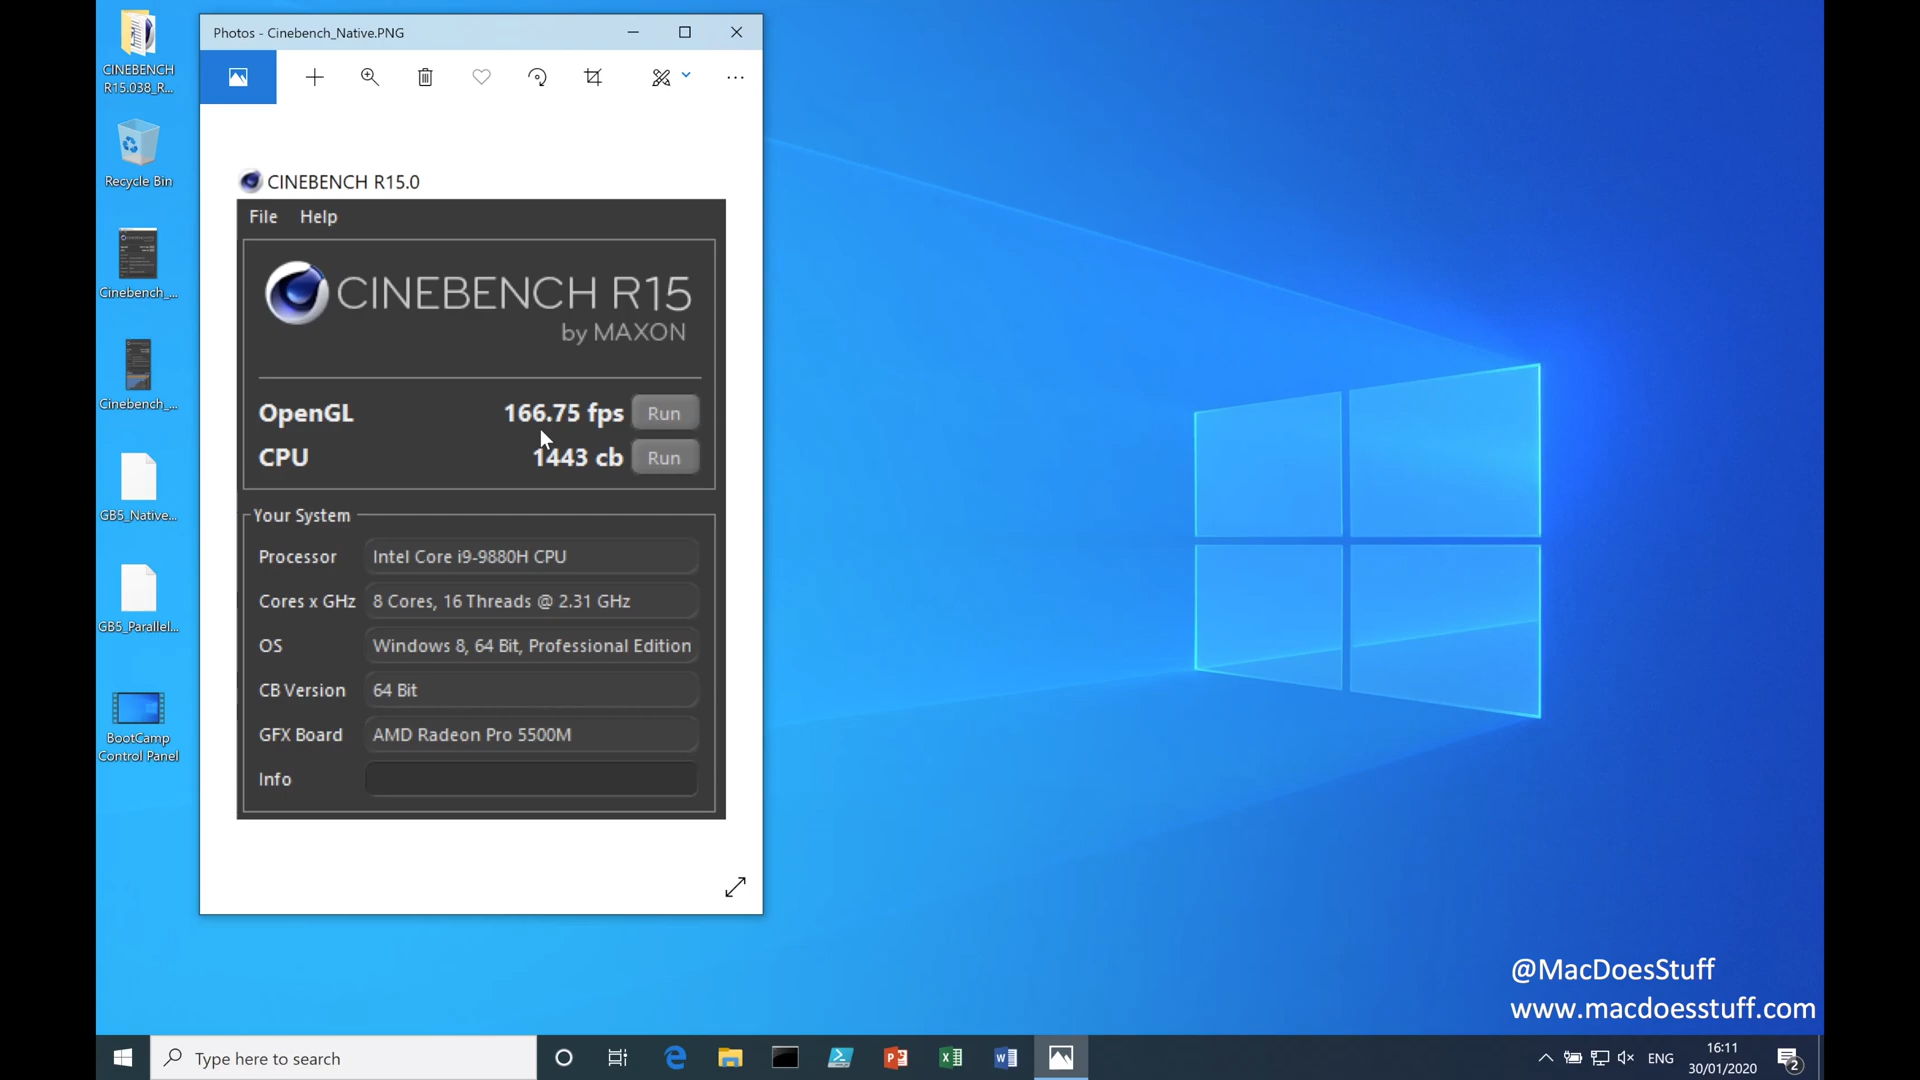 CINEBENCH
R15.038_R...
Recycle Bin
Cinebench_...
Cinebench_...
GB5_Native...
GB5_Parallel...
BootCamp
Control Panel
Photos - Cinebench_Native.PNG
CINEBENCH R15.0
File Help
CINEBENCH R15
by MAXON
OpenGL 166.75 fps Run
CPU 1443 cb Run
Your System
Processor Intel Core i9-9880H CPU
Cores x GHz 8 Cores, 16 Threads @ 2.31 GHz
OS Windows 8, 64 Bit, Professional Edition
CB Version 64 Bit
GFX Board AMD Radeon Pro 5500M
Info
@MacDoesStuff
www.macdoesstuff.com
Type here to search
ENG
16:11
30/01/2020
2